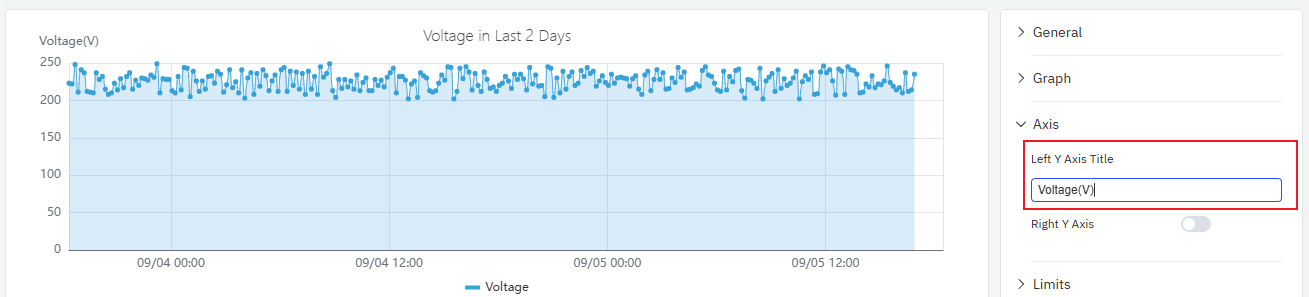 Voltage in Last 2 Days
Voltage(V)
250
200
150
100
50
0
09/04 00:00
09/04 12:00
09/05 00:00
09/05 12:00
Voltage
General
Graph
Axis
Left Y Axis Title
Voltage(V)
Right Y Axis
Limits